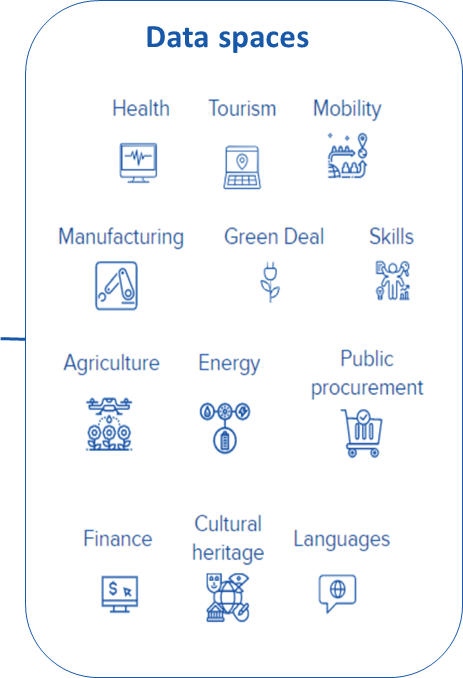 Data spaces
Health Tourism Mobility
Manufacturing Green Deal Skills
Agriculture Energy Public
procurement
Finance Cultural
heritage Languages
$